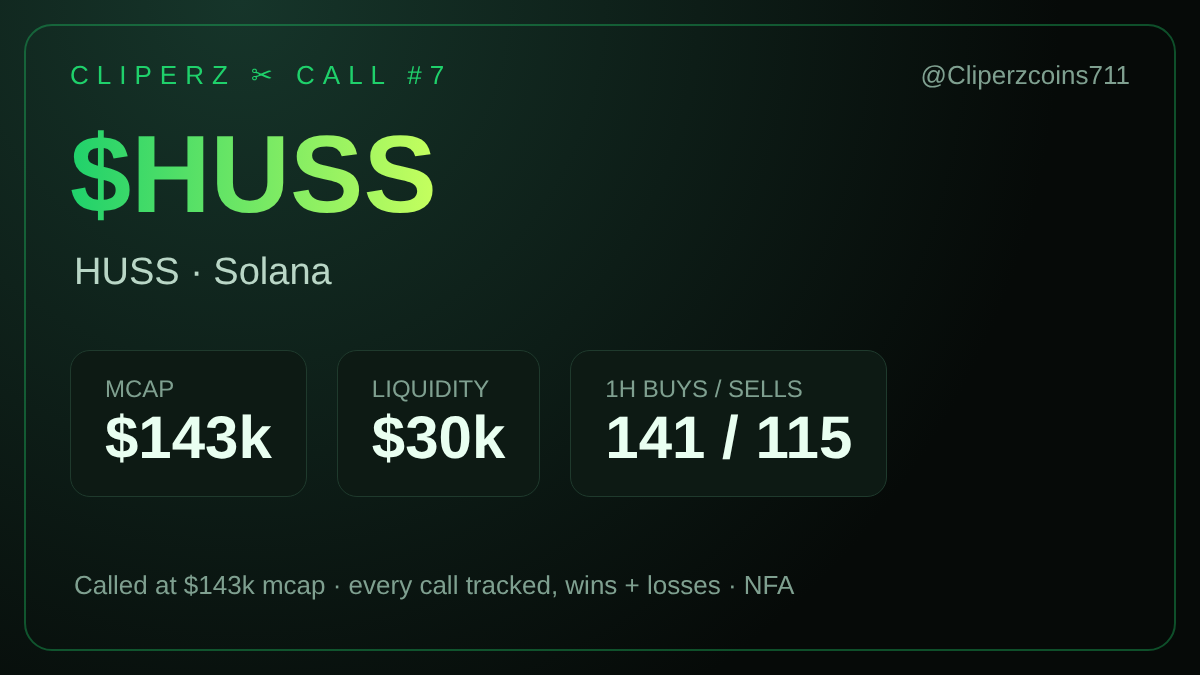 CLIPERZ ✂ CALL #7
@Cliperzcoins711
$HUSS
HUSS · Solana
MCAP
$143k
LIQUIDITY
$30k
1H BUYS / SELLS
141 / 115
Called at $143k mcap · every call tracked, wins + losses · NFA